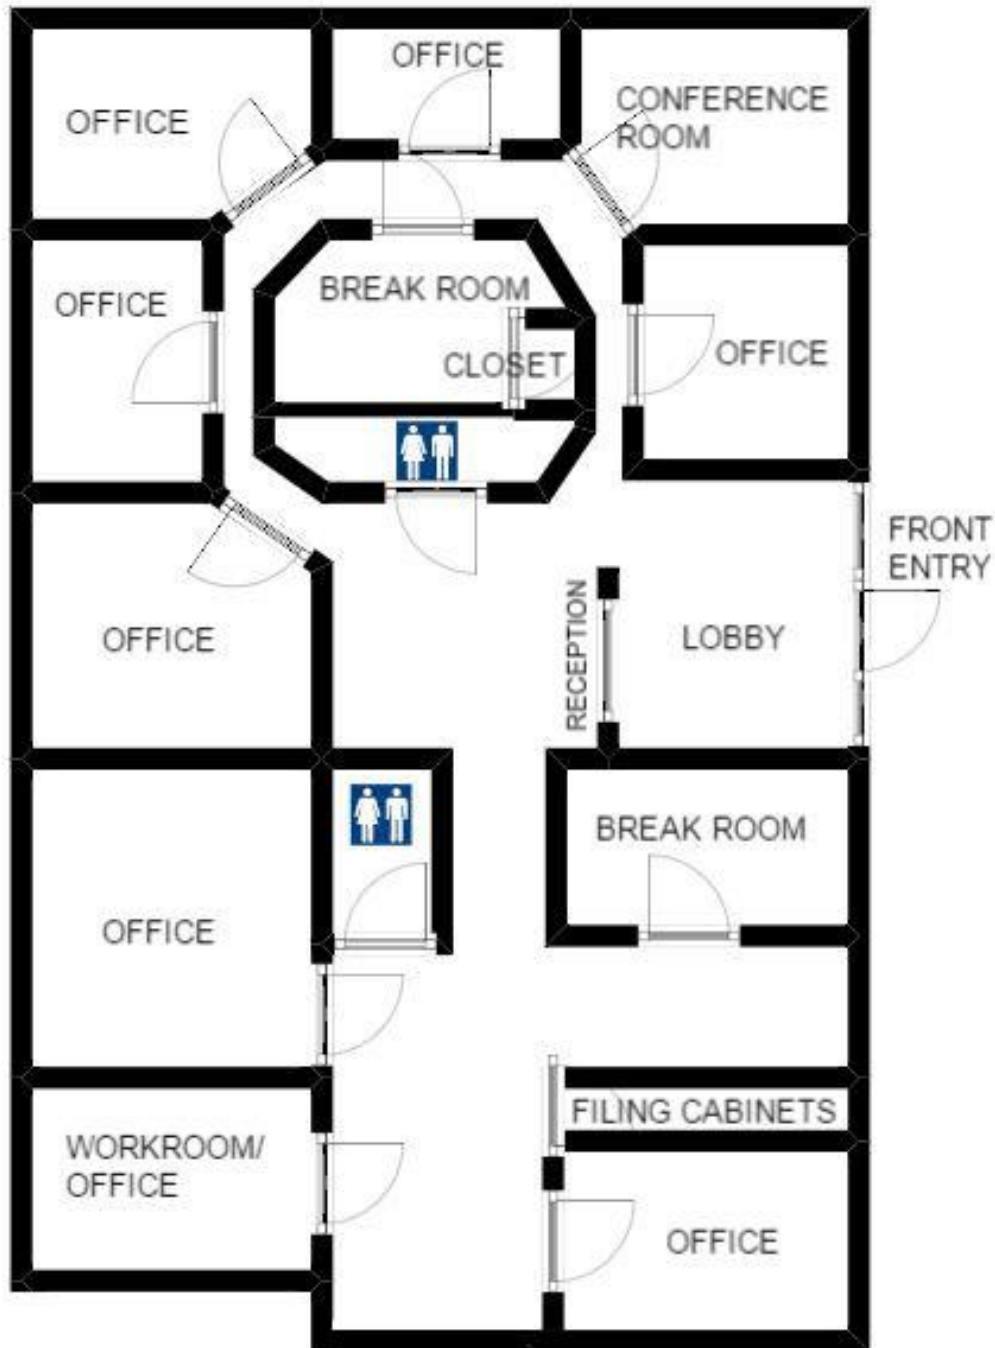 OFFICE
OFFICE
CONFERENCE
ROOM
OFFICE
BREAK ROOM
OFFICE
CLOSET
FRONT
ENTRY
OFFICE
RECEPTION
LOBBY
BREAK ROOM
OFFICE
FILING CABINETS
WORKROOM/
OFFICE
OFFICE